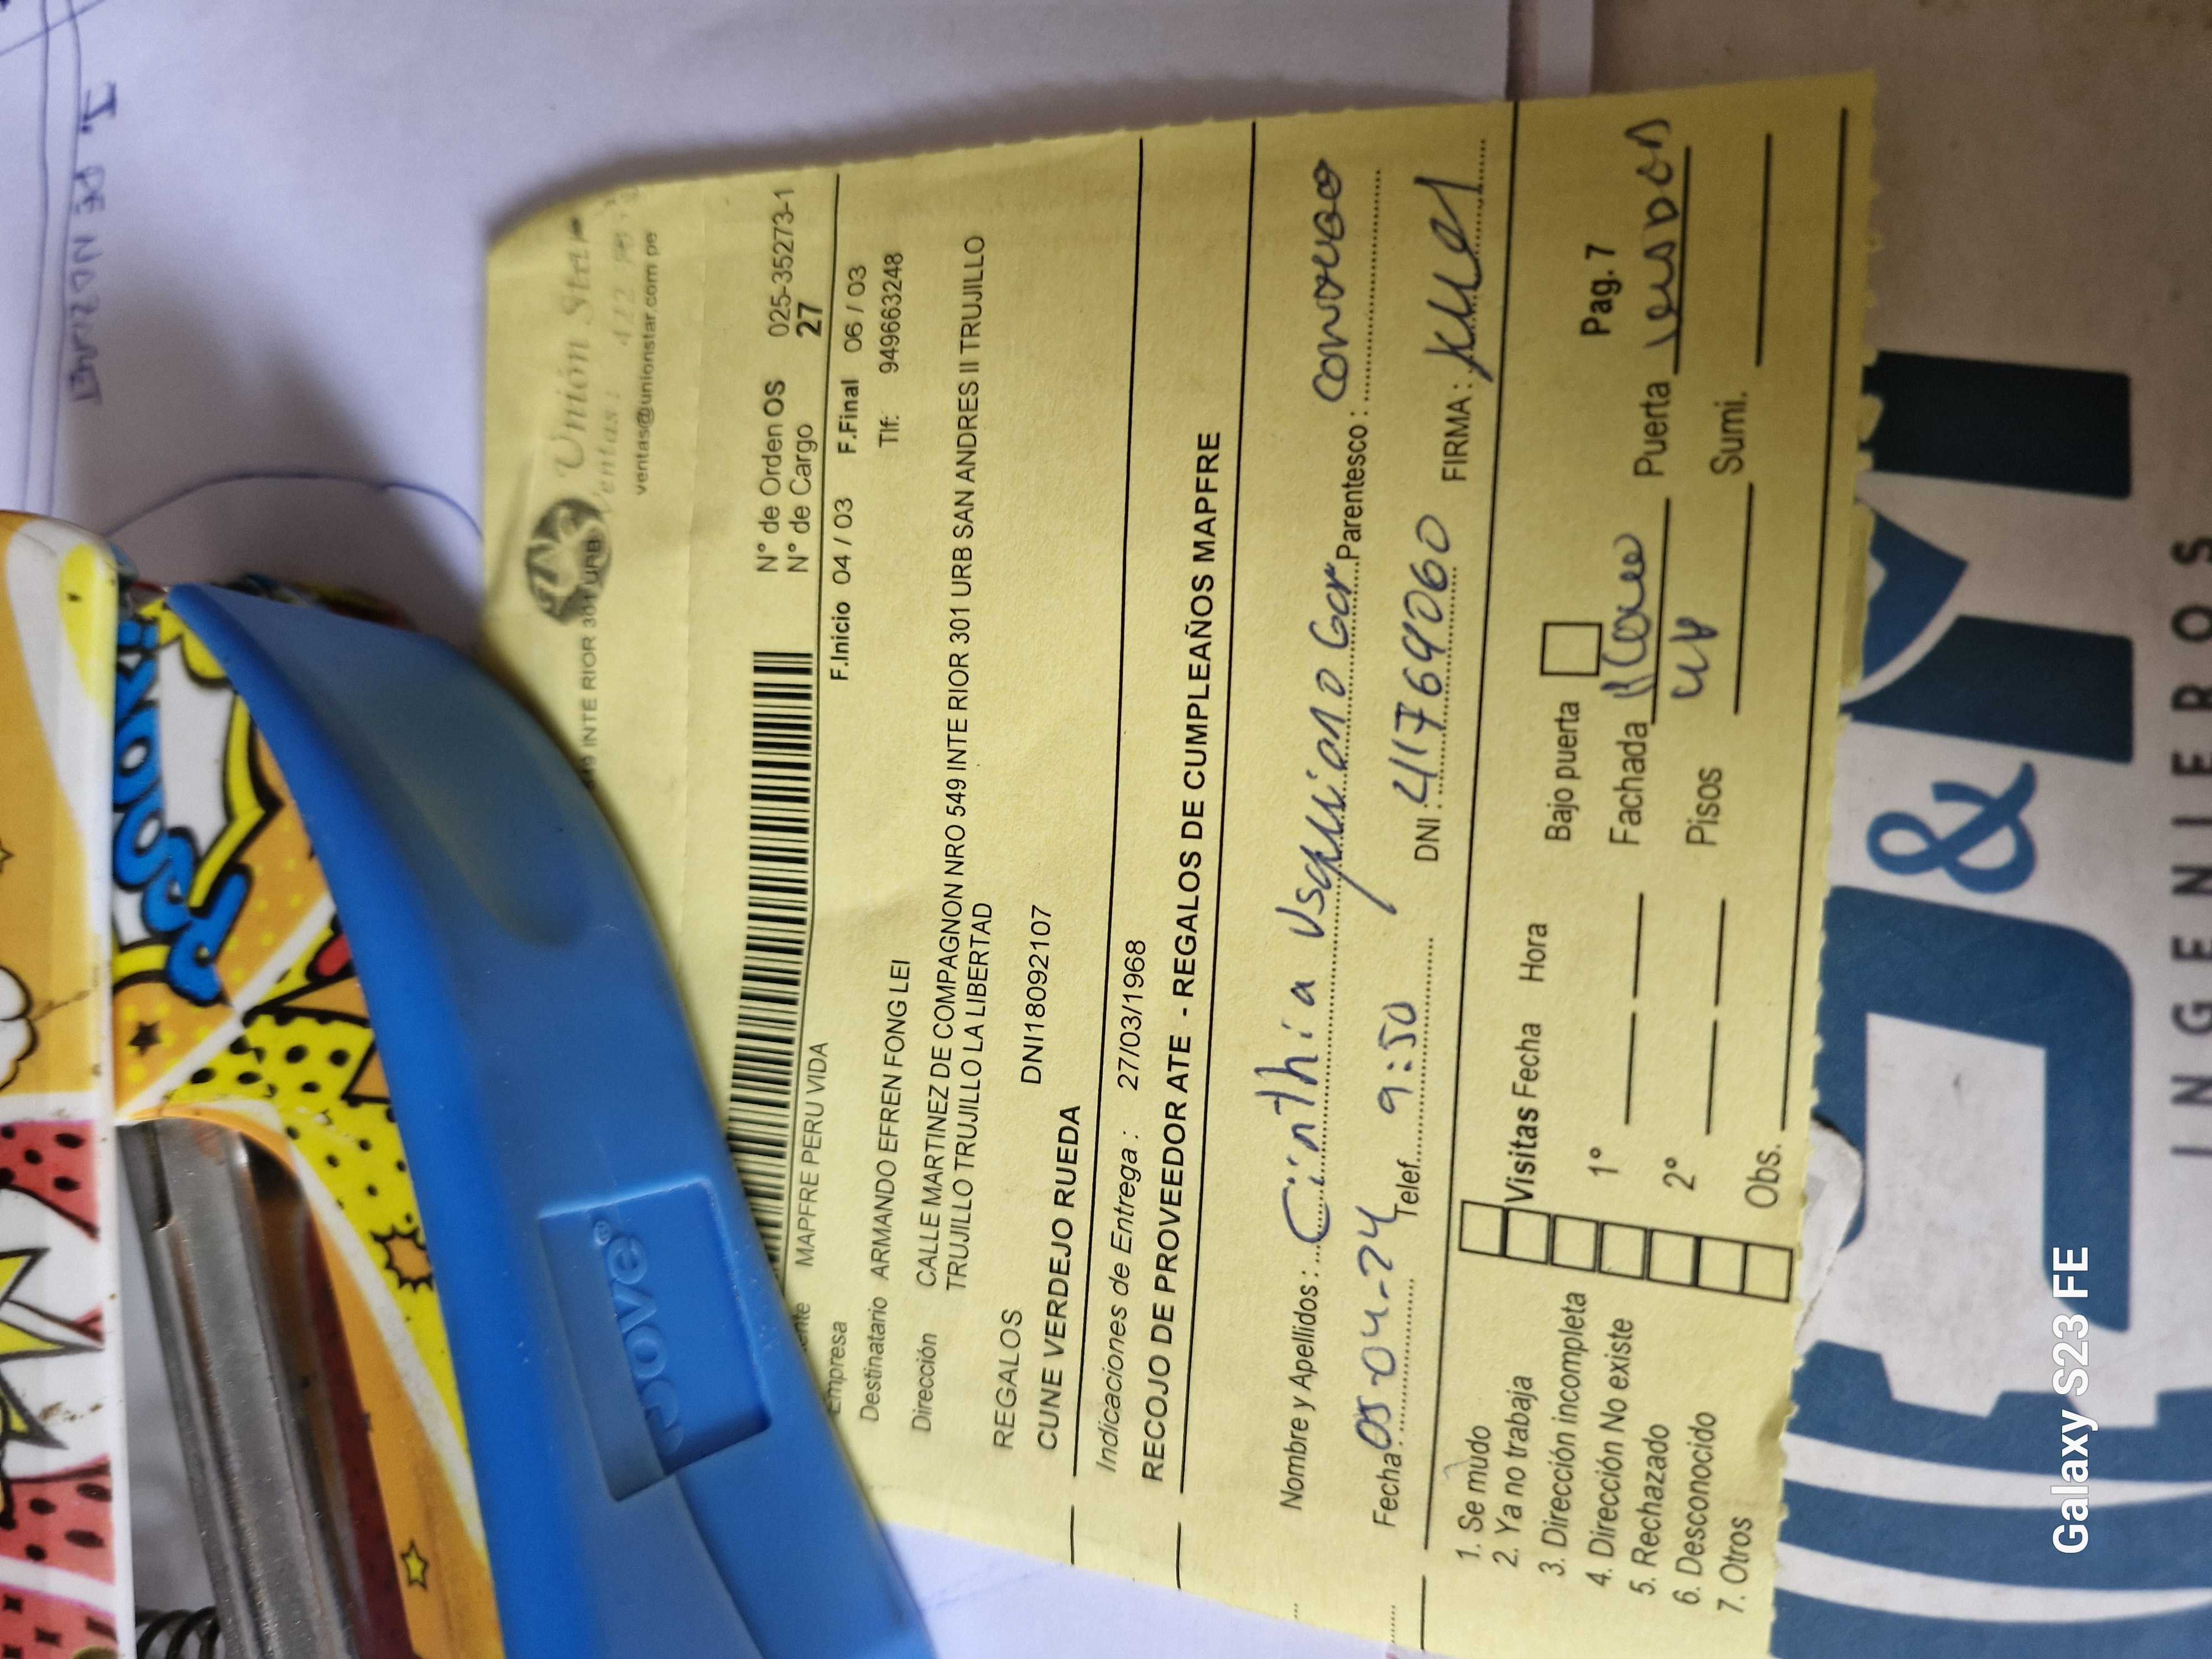 Unión Star
Ventas: 422
ventas@unionstar.com.pe
INTE RIOR 301 URB
N° de Orden OS 025-35273-1
N° de Cargo 27
MAPFRE PERU VIDA
F.Inicio 04 / 03 F.Final 06 / 03
Empresa
Destinatario ARMANDO EFREN FONG LEI Tlf: 949663248
Dirección CALLE MARTINEZ DE COMPAGNON NRO 549 INTE RIOR 301 URB SAN ANDRES II TRUJILLO
TRUJILLO TRUJILLO LA LIBERTAD
REGALOS DNI18092107
CUNE VERDEJO RUEDA
Indicaciones de Entrega : 27/03/1968
RECOJO DE PROVEEDOR ATE - REGALOS DE CUMPLEAÑOS MAPFRE
Nombre y Apellidos : Cinthia Usquiano Gar Parentesco :
Fecha: 05-04-24 Telef. 9:50 DNI : 41764060 FIRMA :
1. Se mudo
2. Ya no trabaja
3. Dirección incompleta
4. Dirección No existe
5. Rechazado
6. Desconocido
7. Otros
Visitas Fecha Hora
1°
2°
Obs.
Bajo puerta Pag. 7
Fachada Puerta
Pisos Sumi.
Jove®
&
INGENIEROS
Galaxy S23 FE